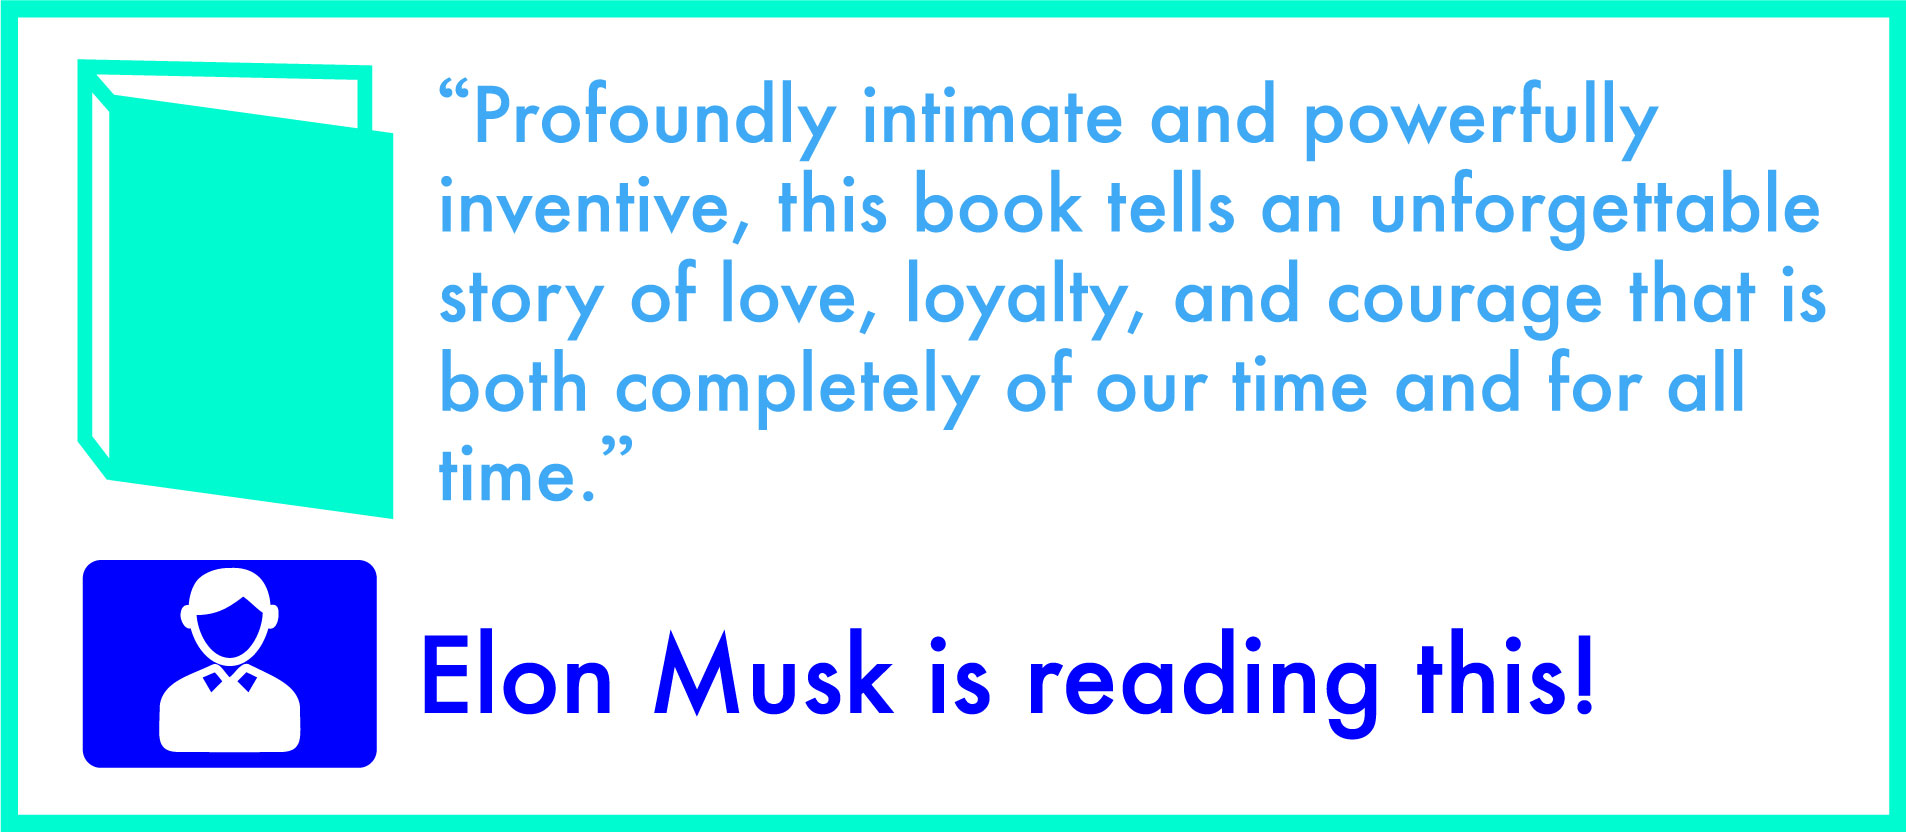 “Profoundly intimate and powerfully
inventive, this book tells an unforgettable
story of love, loyalty, and courage that is
both completely of our time and for all
time.”
Elon Musk is reading this!